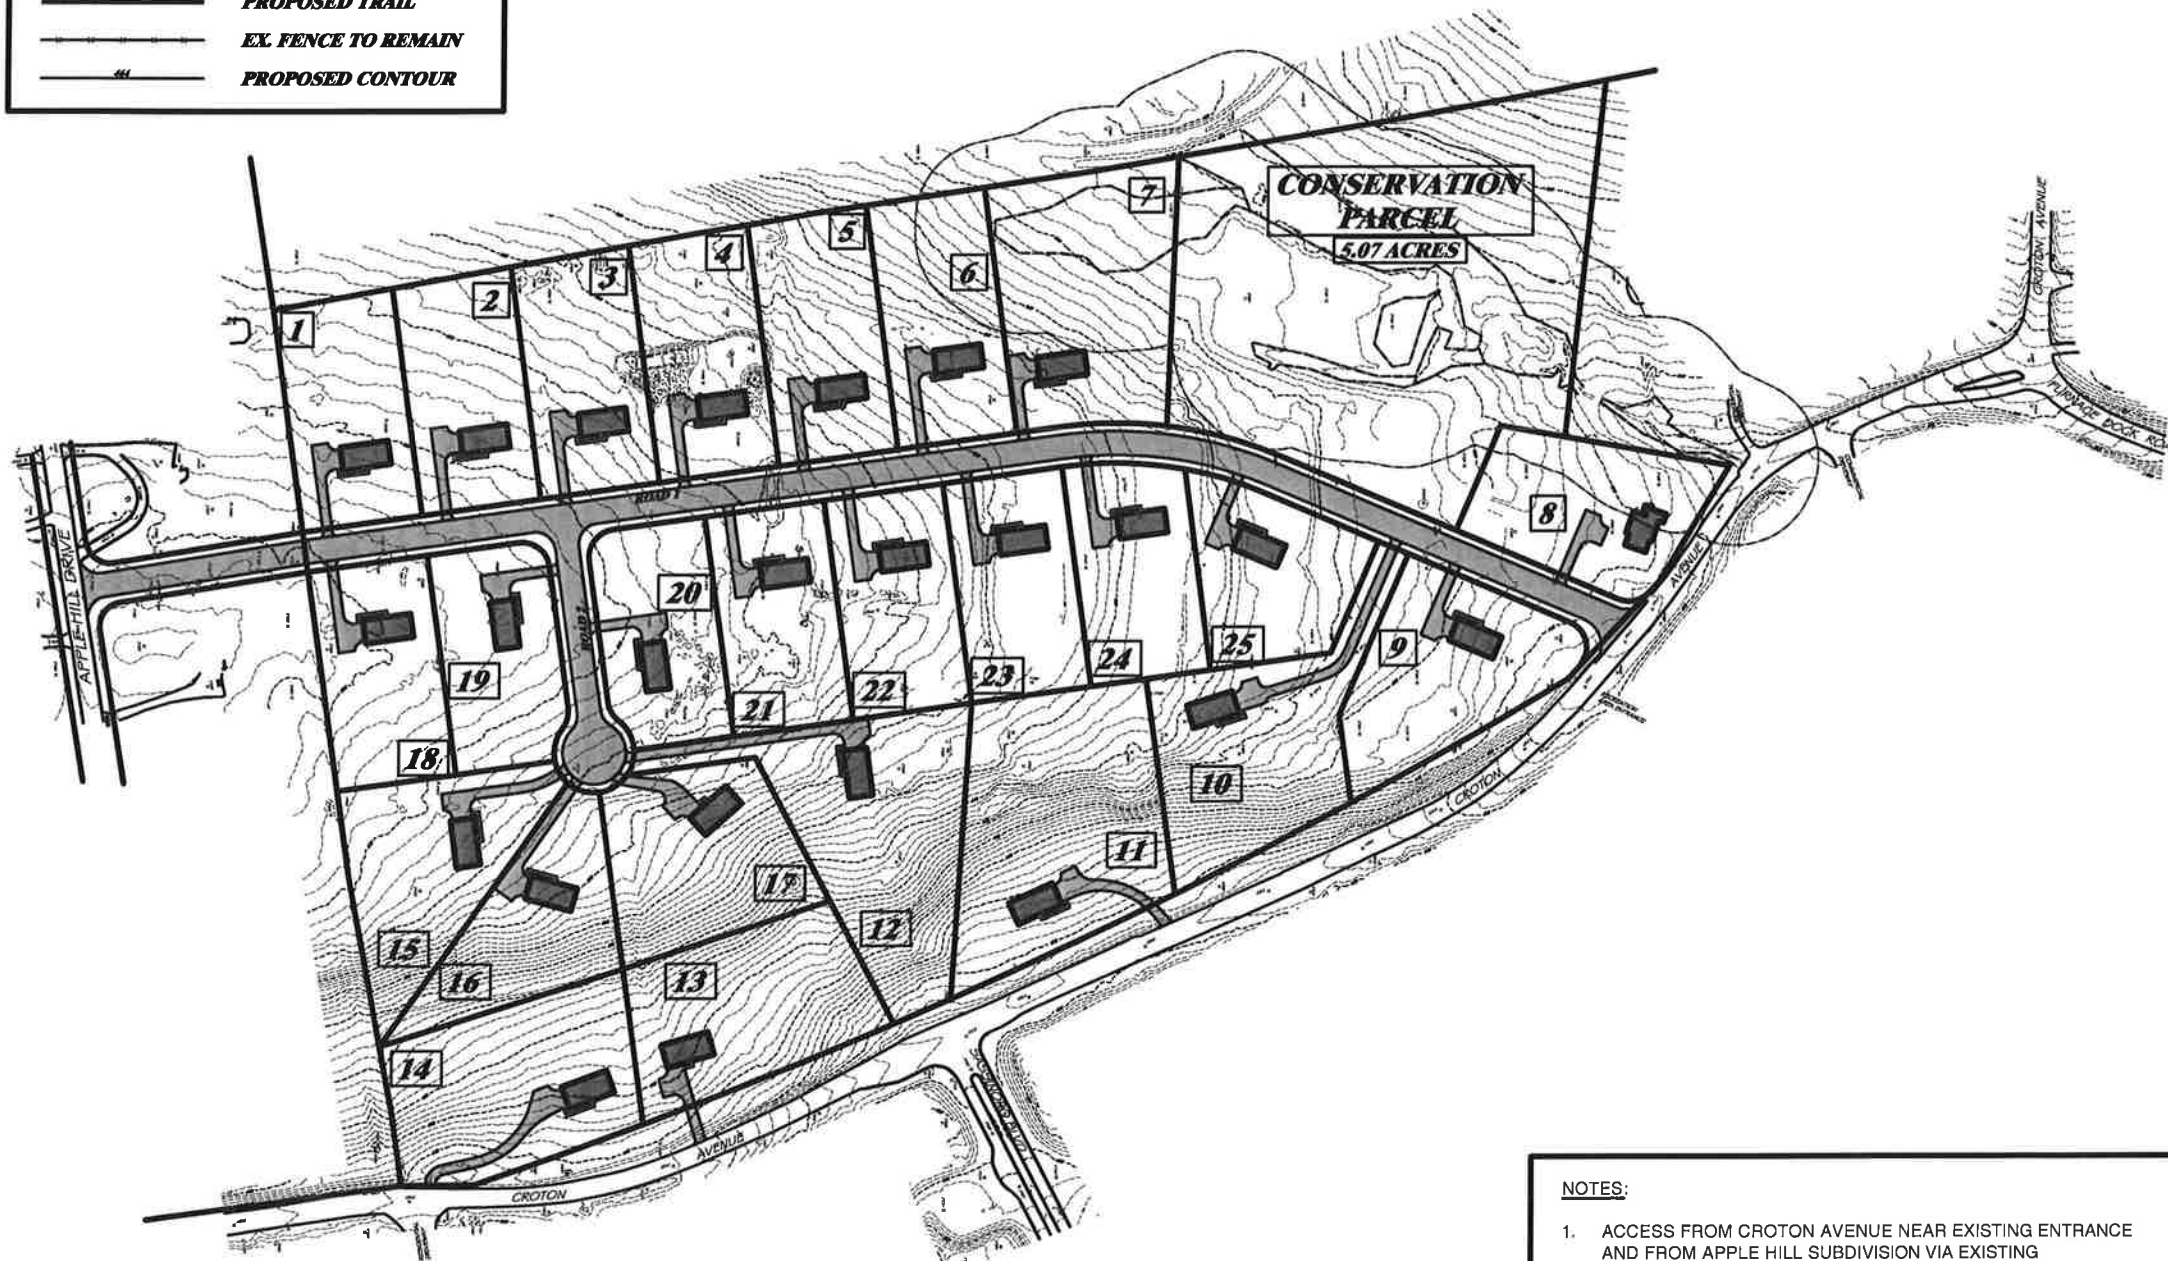 PROPOSED TRAIL
EX. FENCE TO REMAIN
PROPOSED CONTOUR
CONSERVATION
PARCEL
5.07 ACRES
1
2
3
4
5
6
7
8
9
10
11
12
13
14
15
16
17
18
19
20
21
22
23
24
25
ROAD 1
ROAD 2
APPLE HILL DRIVE
CROTON AVENUE
FURNACE DOCK
AVENUE
CROTON
AVENUE
CROTON
NOTES:
1. ACCESS FROM CROTON AVENUE NEAR EXISTING ENTRANCE
AND FROM APPLE HILL SUBDIVISION VIA EXISTING